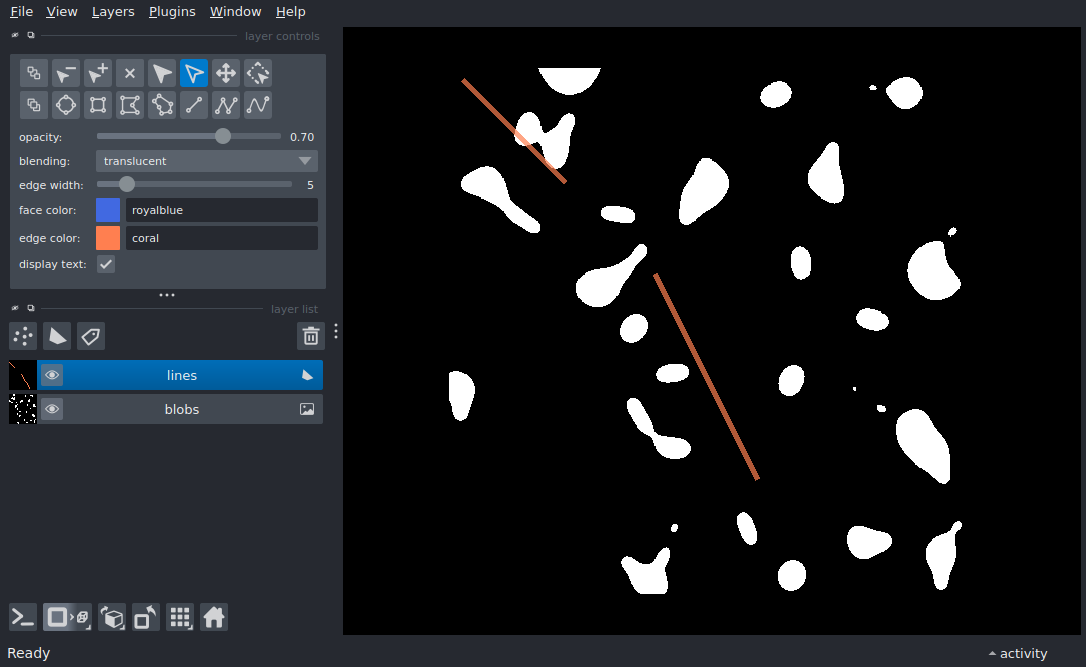 File View Layers Plugins Window Help
layer controls
opacity: 0.70
blending: translucent
edge width: 5
face color: royalblue
edge color: coral
display text:
layer list
lines
blobs
Ready activity